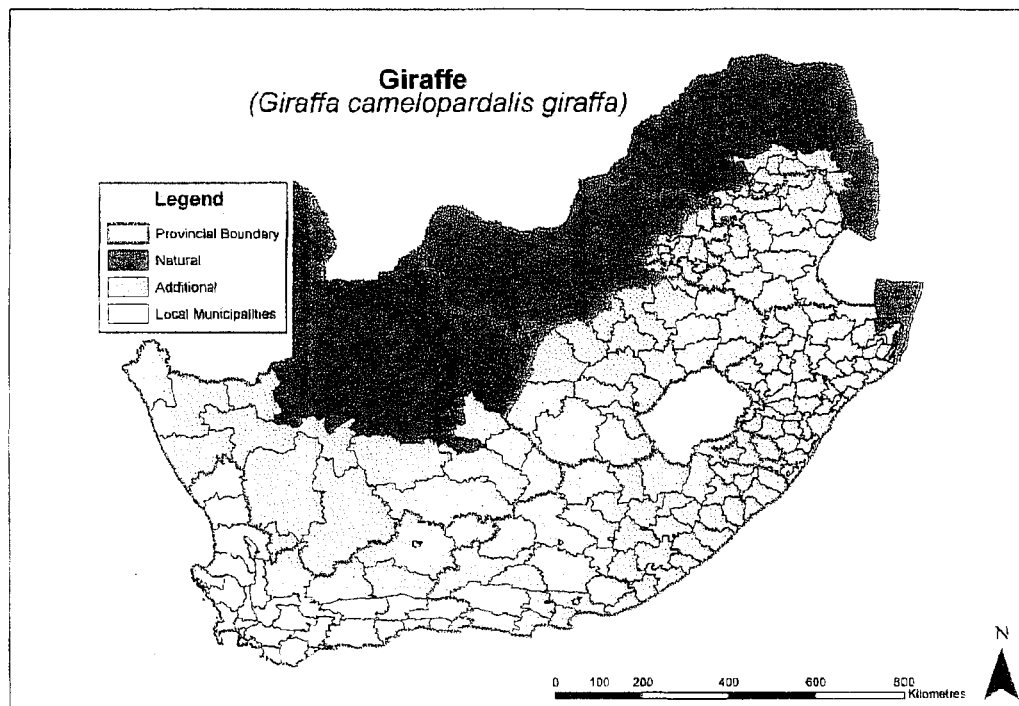 Giraffe
(Giraffa camelopardalis giraffa)
Legend
Provincial Boundary
Natural
Additional
Local Municipalities
N
0 100 200 400 600 800
Kilometres